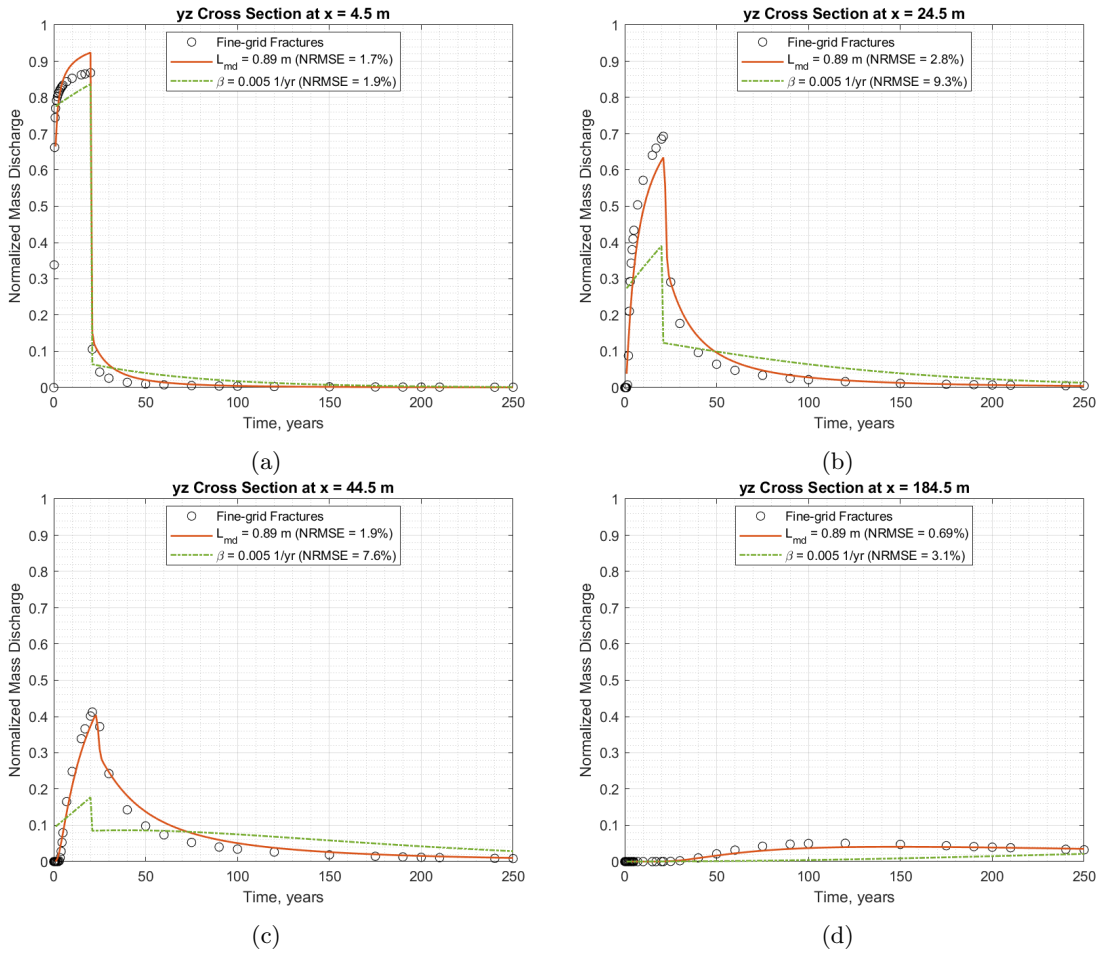 yz Cross Section at x = 4.5 m
Fine-grid Fractures
L_md = 0.89 m (NRMSE = 1.7%)
β = 0.005 1/yr (NRMSE = 1.9%)
Normalized Mass Discharge
1
0.9
0.8
0.7
0.6
0.5
0.4
0.3
0.2
0.1
0
0 50 100 150 200 250
Time, years
(a)
yz Cross Section at x = 24.5 m
Fine-grid Fractures
L_md = 0.89 m (NRMSE = 2.8%)
β = 0.005 1/yr (NRMSE = 9.3%)
Normalized Mass Discharge
1
0.9
0.8
0.7
0.6
0.5
0.4
0.3
0.2
0.1
0
0 50 100 150 200 250
Time, years
(b)
yz Cross Section at x = 44.5 m
Fine-grid Fractures
L_md = 0.89 m (NRMSE = 1.9%)
β = 0.005 1/yr (NRMSE = 7.6%)
Normalized Mass Discharge
1
0.9
0.8
0.7
0.6
0.5
0.4
0.3
0.2
0.1
0
0 50 100 150 200 250
Time, years
(c)
yz Cross Section at x = 184.5 m
Fine-grid Fractures
L_md = 0.89 m (NRMSE = 0.69%)
β = 0.005 1/yr (NRMSE = 3.1%)
Normalized Mass Discharge
1
0.9
0.8
0.7
0.6
0.5
0.4
0.3
0.2
0.1
0
0 50 100 150 200 250
Time, years
(d)